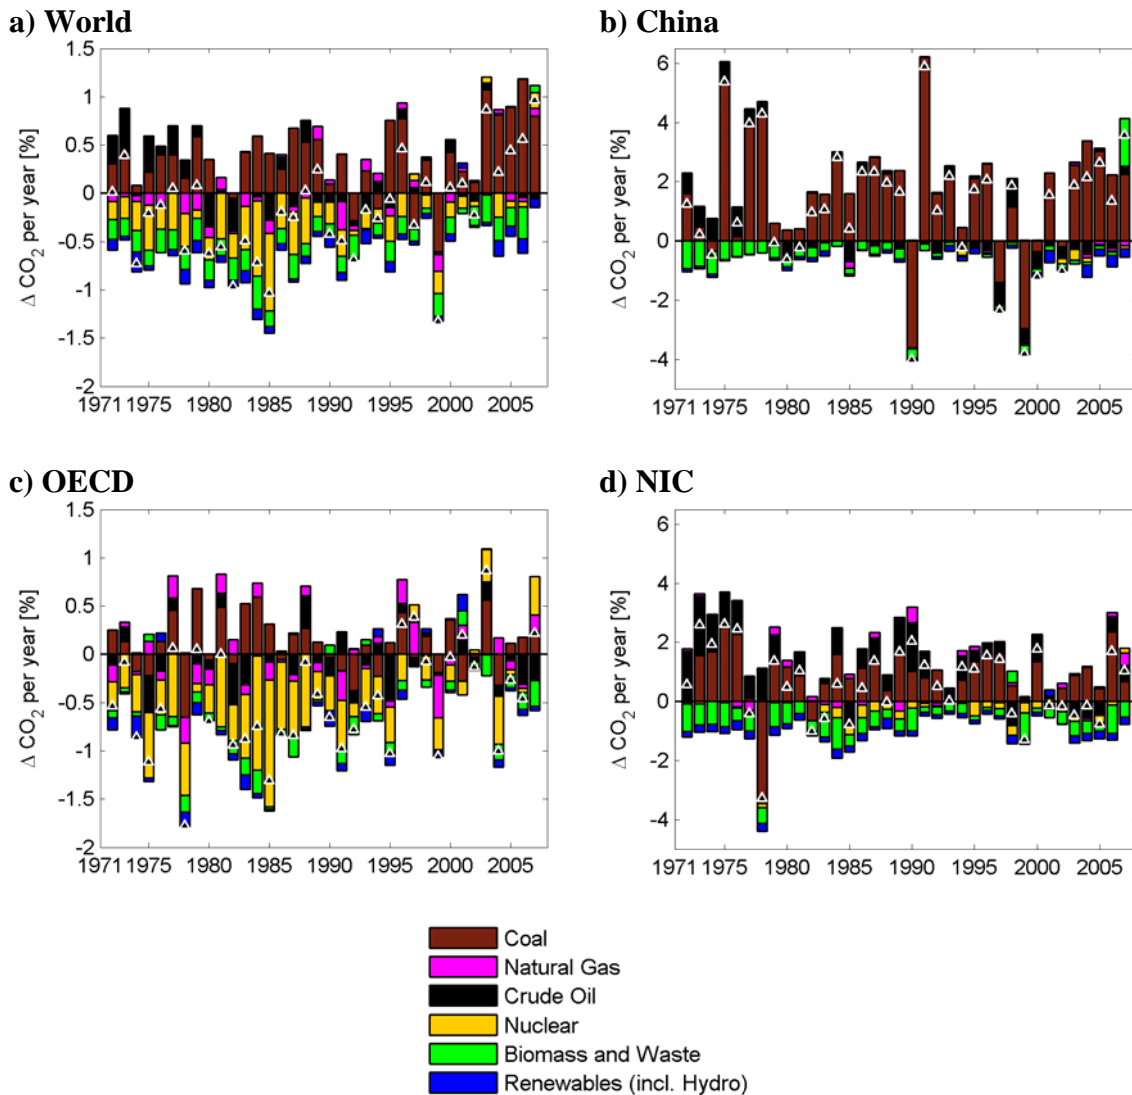 a) World
b) China
Δ CO2 per year [%]
1.5
1
0.5
0
-0.5
-1
-1.5
-2
1971 1975 1980 1985 1990 1995 2000 2005
Δ CO2 per year [%]
6
4
2
0
-2
-4
1971 1975 1980 1985 1990 1995 2000 2005
c) OECD
d) NIC
Δ CO2 per year [%]
1.5
1
0.5
0
-0.5
-1
-1.5
-2
1971 1975 1980 1985 1990 1995 2000 2005
Δ CO2 per year [%]
6
4
2
0
-2
-4
1971 1975 1980 1985 1990 1995 2000 2005
Coal
Natural Gas
Crude Oil
Nuclear
Biomass and Waste
Renewables (incl. Hydro)